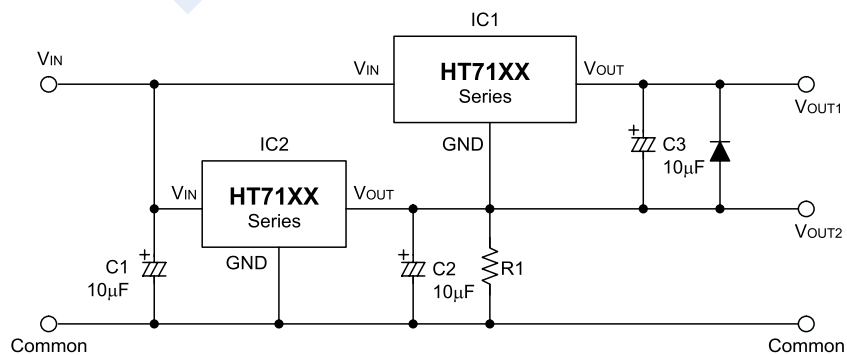 IC1
VIN
VIN
HT71XX
Series
VOUT
VOUT1
GND
C3
10μF
+
IC2
VIN
HT71XX
Series
VOUT
VOUT2
GND
+
C1
10μF
+
C2
10μF
R1
Common
Common